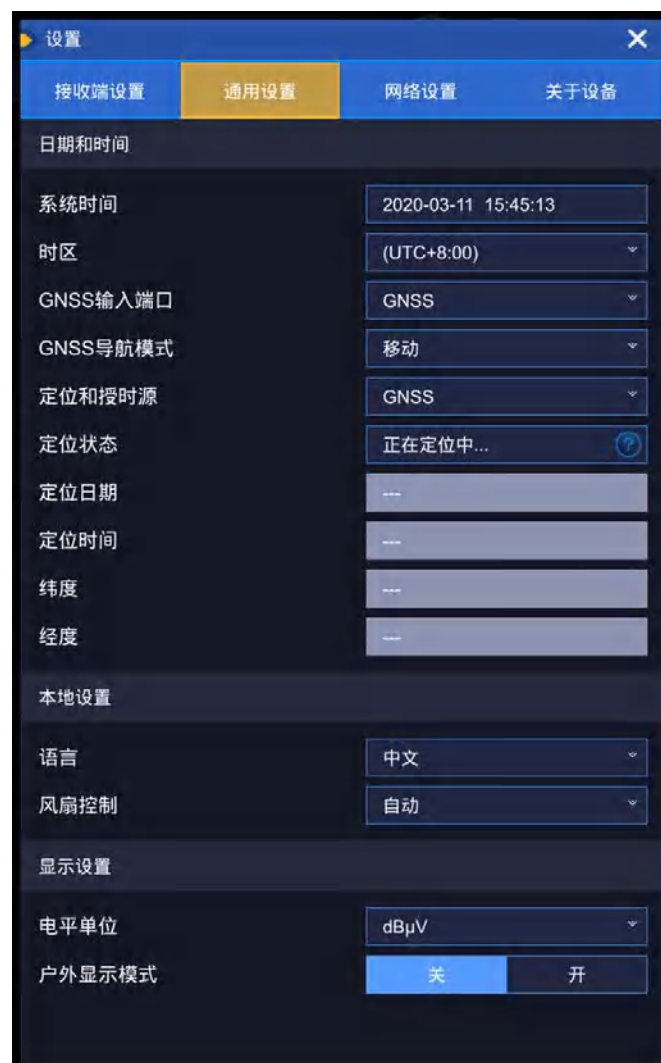 设置
接收端设置 通用设置 网络设置 关于设备
日期和时间
系统时间 2020-03-11 15:45:13
时区 (UTC+8:00)
GNSS输入端口 GNSS
GNSS导航模式 移动
定位和授时源 GNSS
定位状态 正在定位中... ?
定位日期 ---
定位时间 ---
纬度 ---
经度 ---
本地设置
语言 中文
风扇控制 自动
显示设置
电平单位 dBμV
户外显示模式 关 开